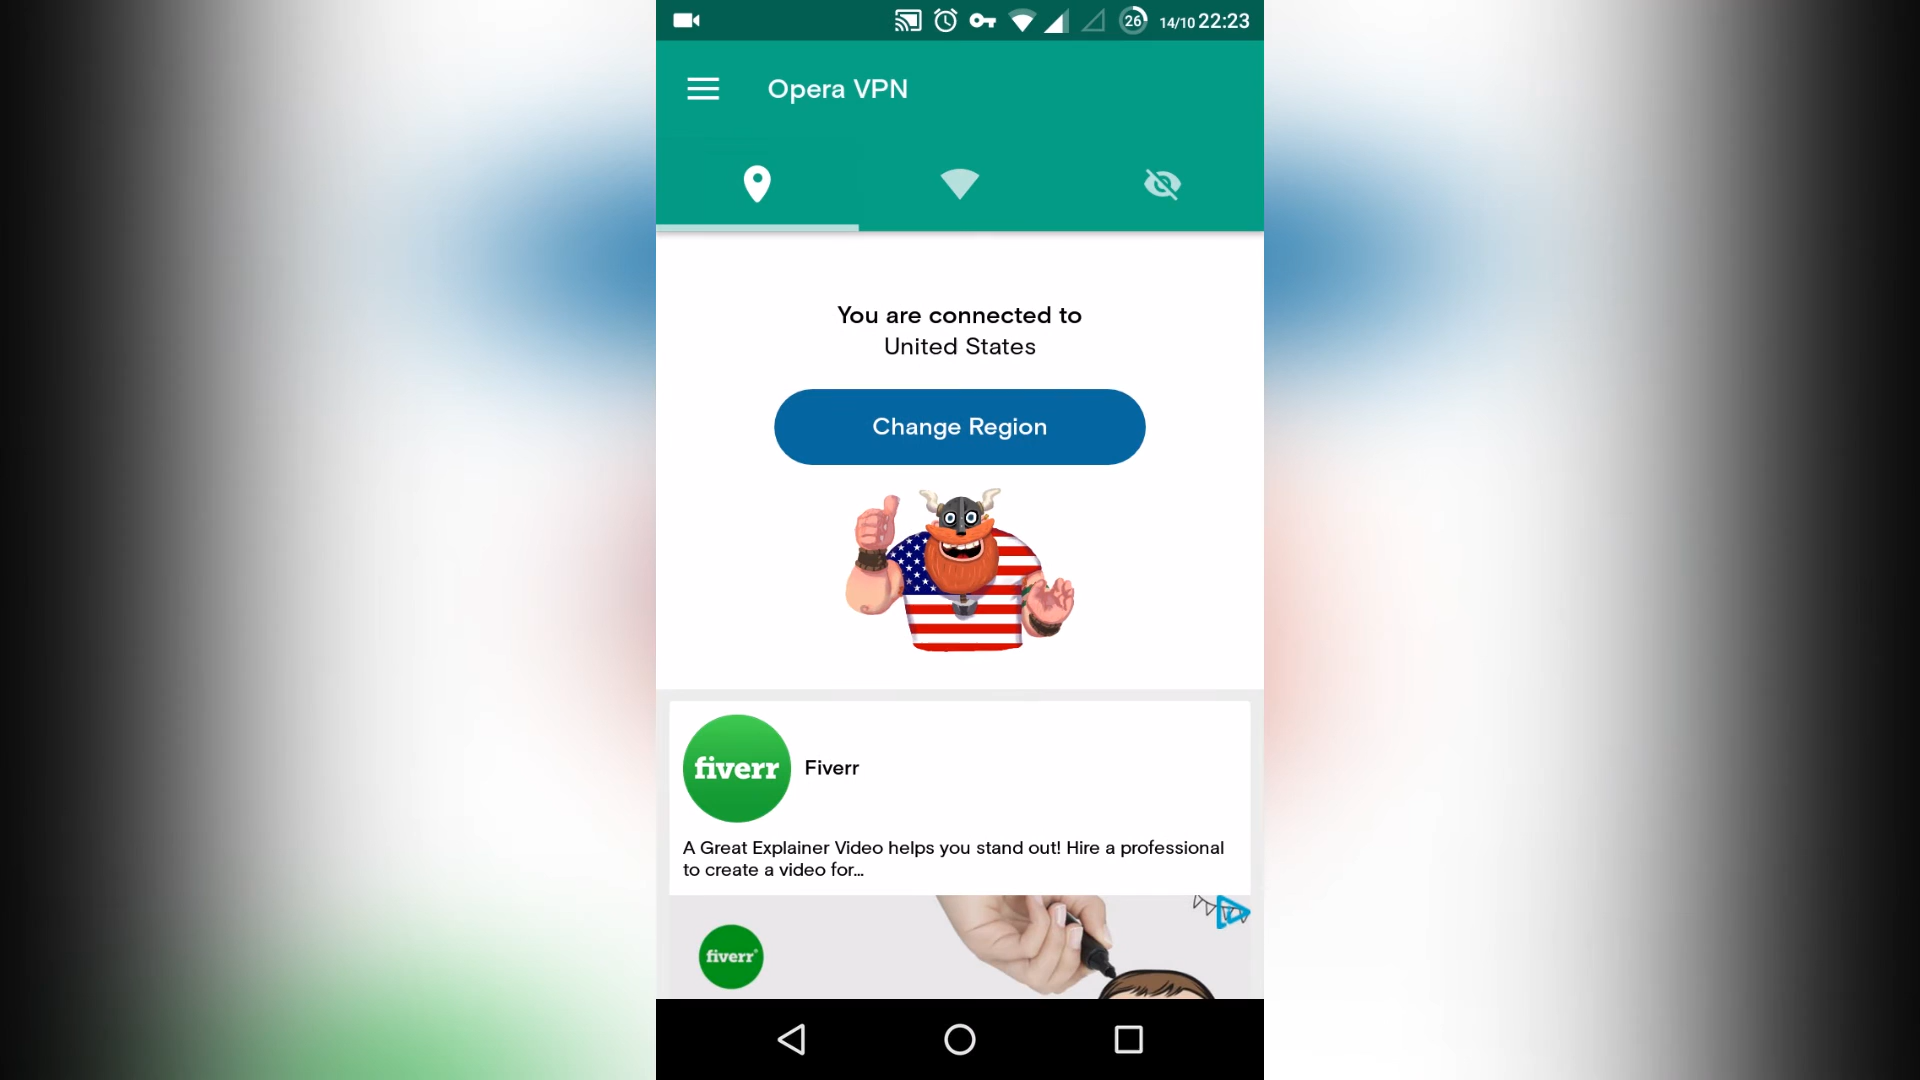 26 14/10 22:23
Opera VPN
You are connected to
United States
Change Region
fiverr Fiverr
A Great Explainer Video helps you stand out! Hire a professional
to create a video for...
fiverr®